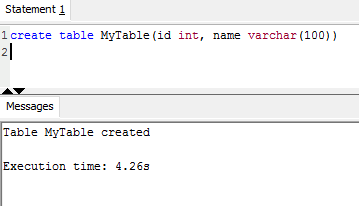 Statement 1
1 create table MyTable(id int, name varchar(100))
2
Messages
Table MyTable created
Execution time: 4.26s